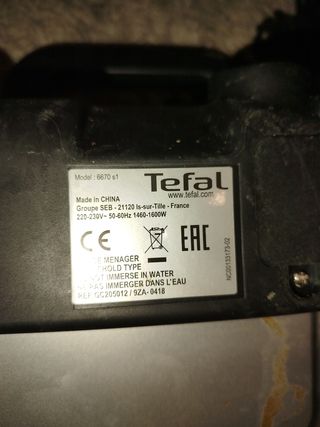 Model : 6670 s1
Tefal
www.tefal.com
Made in CHINA
Groupe SEB - 21120 Is-sur-Tille - France
220-230V~ 50-60Hz 1460-1600W
CE
EAC
MENAGER
TYPE
IMMERSE IN WATER
PAS IMMERGER DANS L'EAU
REF GC205012 / 9ZA- 0418
NC00133173-02